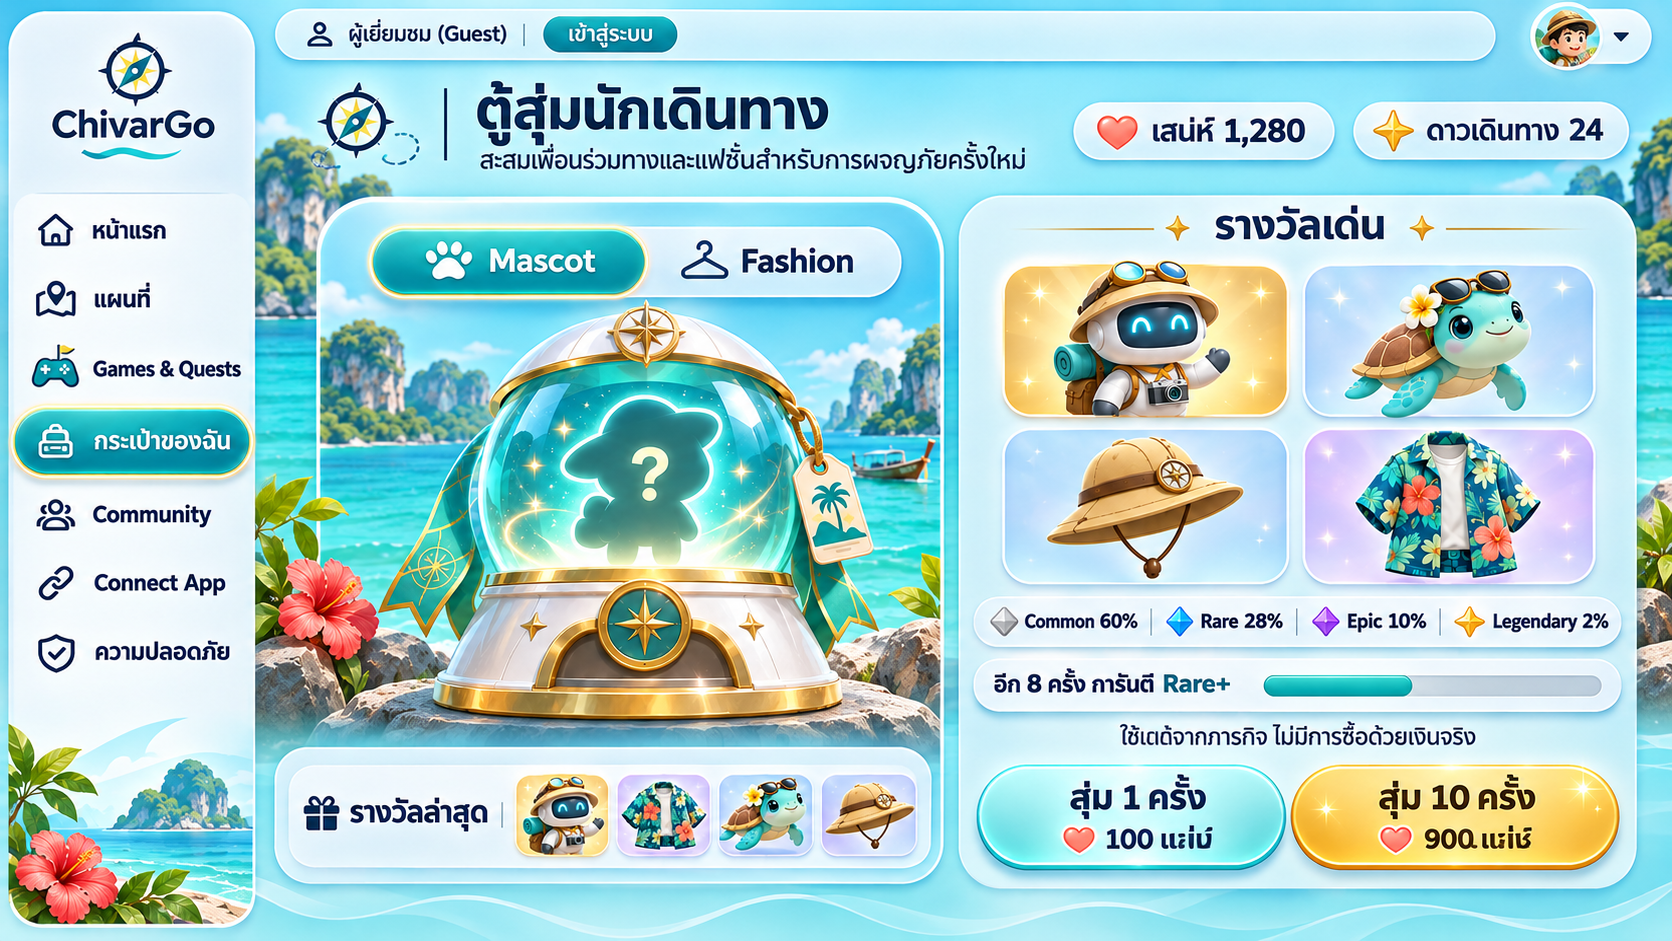 ChivarGo
หน้าแรก
แผนที่
Games & Quests
กระเป๋าของฉัน
Community
Connect App
ความปลอดภัย
ผู้เยี่ยมชม (Guest)
เข้าสู่ระบบ
ตู้สุ่มนักเดินทาง
สะสมเพื่อนร่วมทางและแฟชั่นสำหรับการผจญภัยครั้งใหม่
เสน่ห์ 1,280
ดาวเดินทาง 24
Mascot
Fashion
?
รางวัลล่าสุด
รางวัลเด่น
Common 60%
Rare 28%
Epic 10%
Legendary 2%
อีก 8 ครั้ง การันตี Rare+
จากภารกิจ ไม่มีการซื้อด้วยเงินจริง
สุ่ม 1 ครั้ง
100
สุ่ม 10 ครั้ง
900